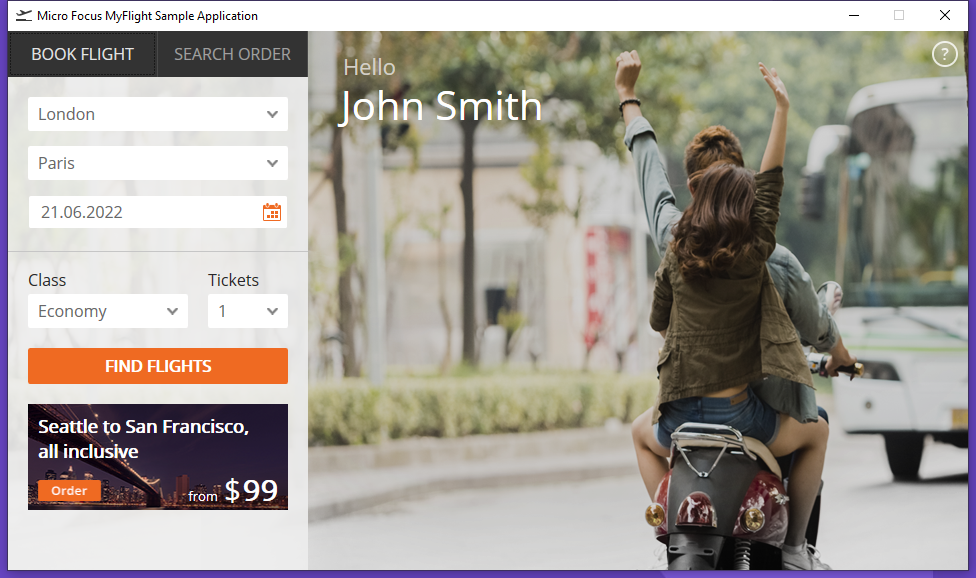 Micro Focus MyFlight Sample Application
BOOK FLIGHT
SEARCH ORDER
London
Paris
21.06.2022
Class
Tickets
Economy
1
FIND FLIGHTS
Seattle to San Francisco,
all inclusive
Order
from $99
Hello
John Smith
?